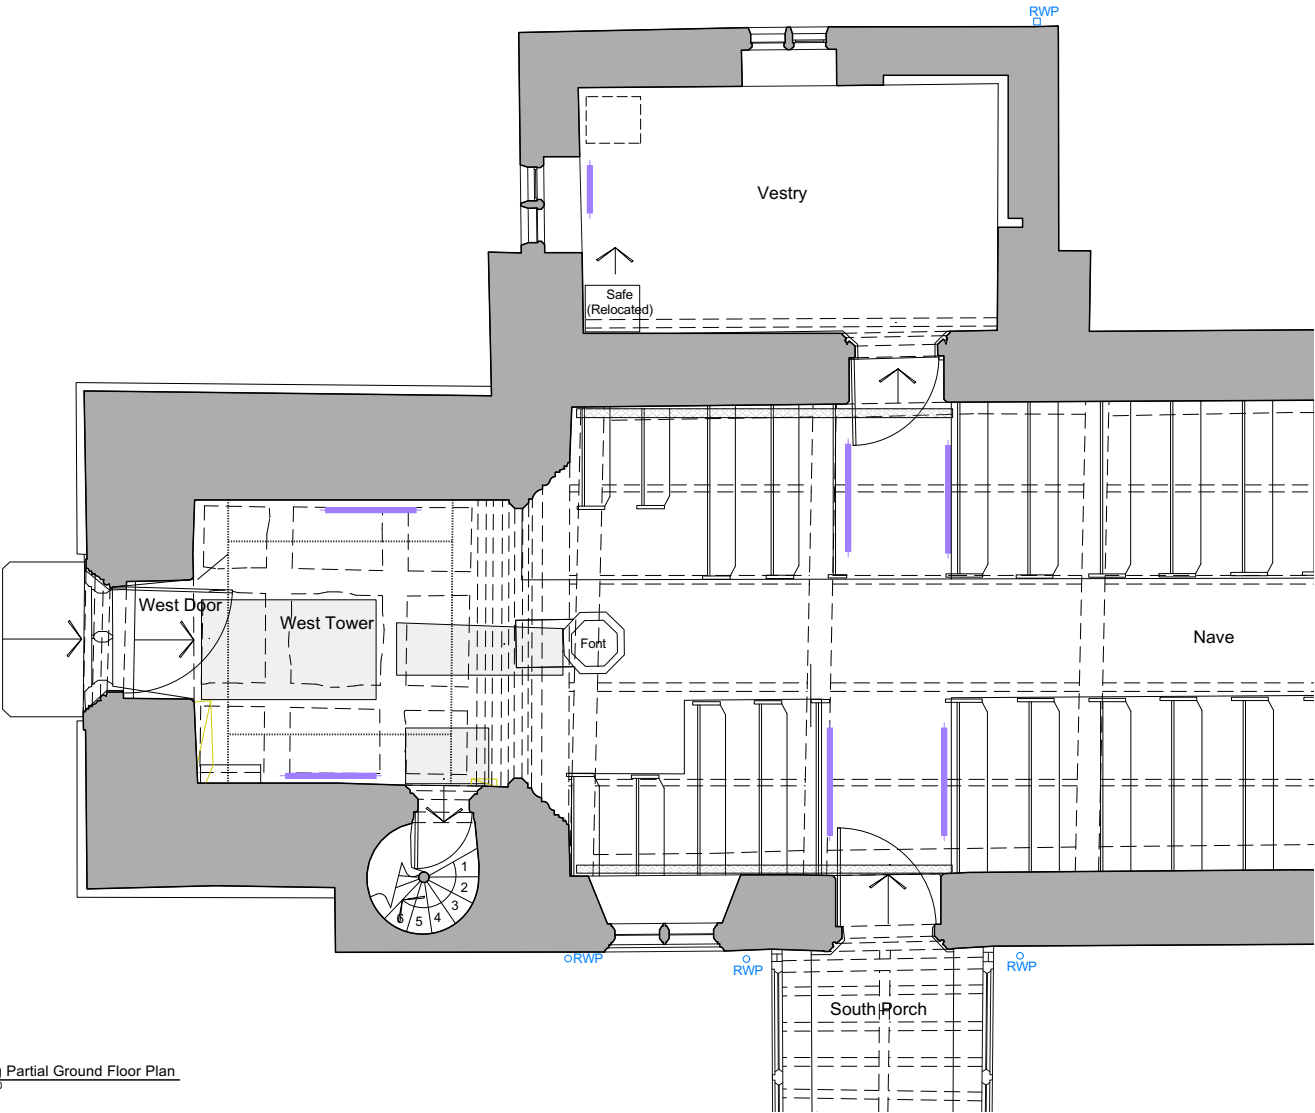 RWP
Vestry
Safe
(Relocated)
West Door
West Tower
Font
Nave
1
2
3
4
5
6
RWP
RWP
RWP
South Porch
Partial Ground Floor Plan